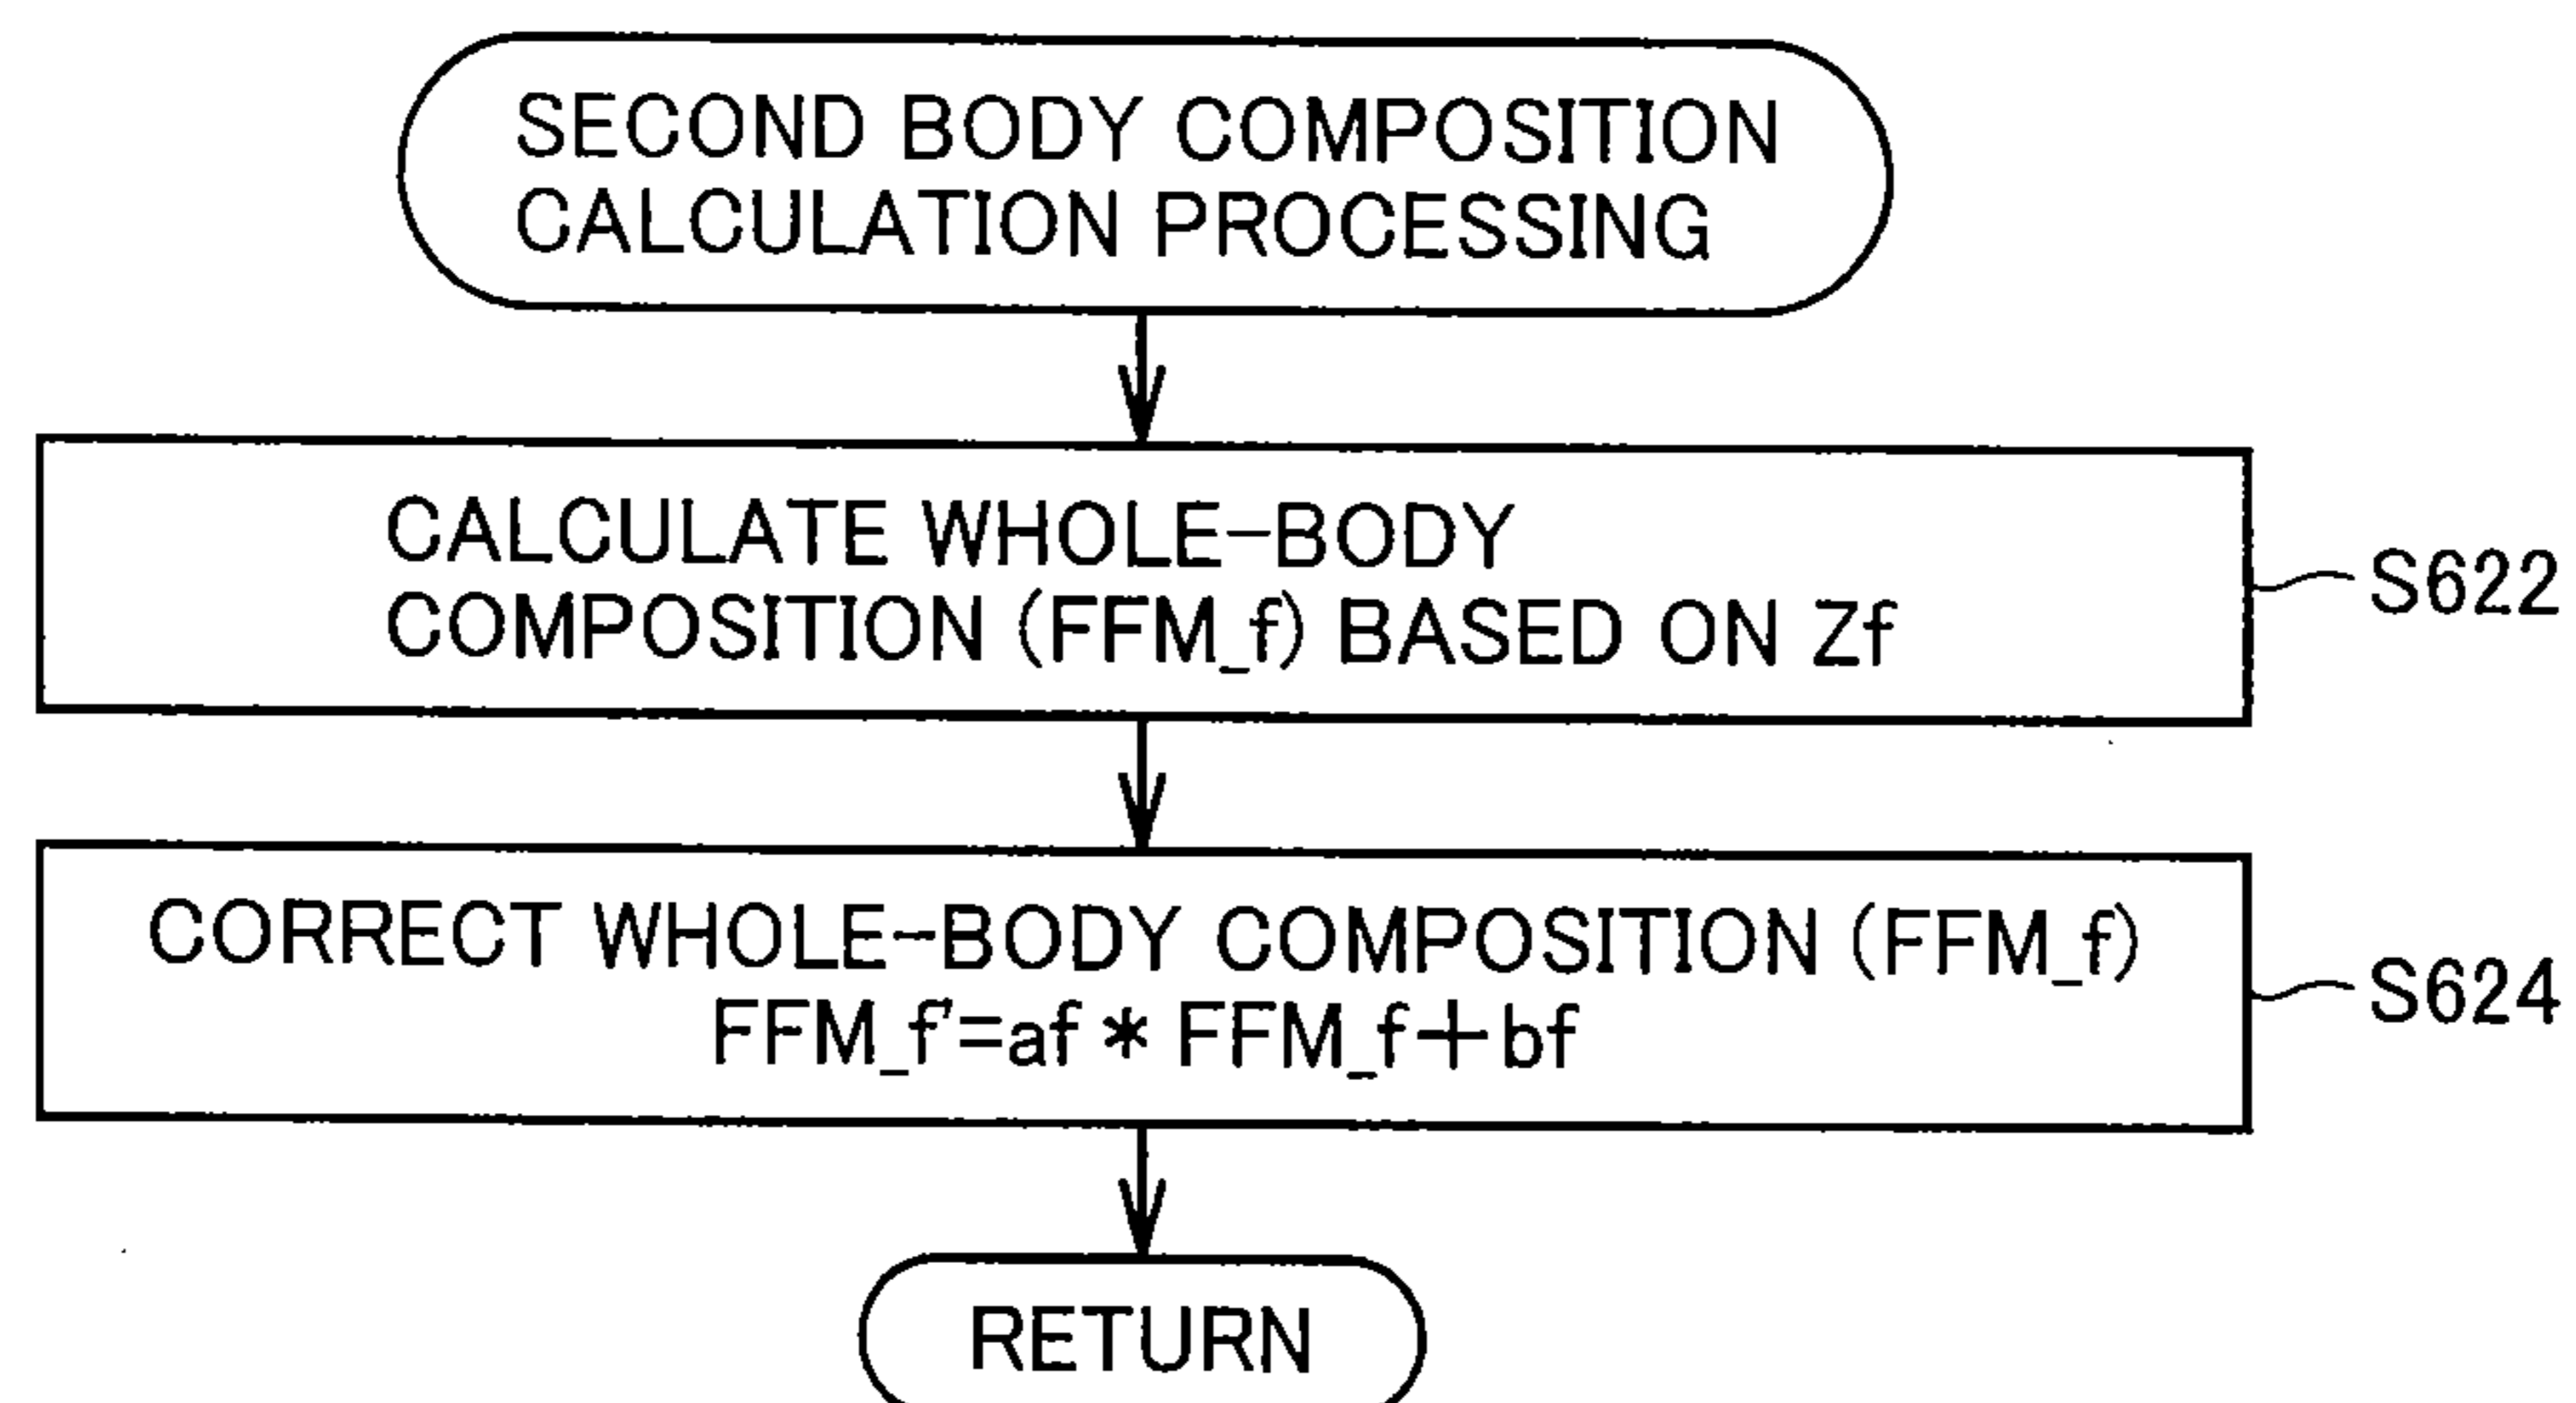 SECOND BODY COMPOSITION
CALCULATION PROCESSING
CALCULATE WHOLE-BODY
COMPOSITION (FFM_f) BASED ON Zf
S622
CORRECT WHOLE-BODY COMPOSITION (FFM_f)
FFM_f'=af * FFM_f+bf
S624
RETURN